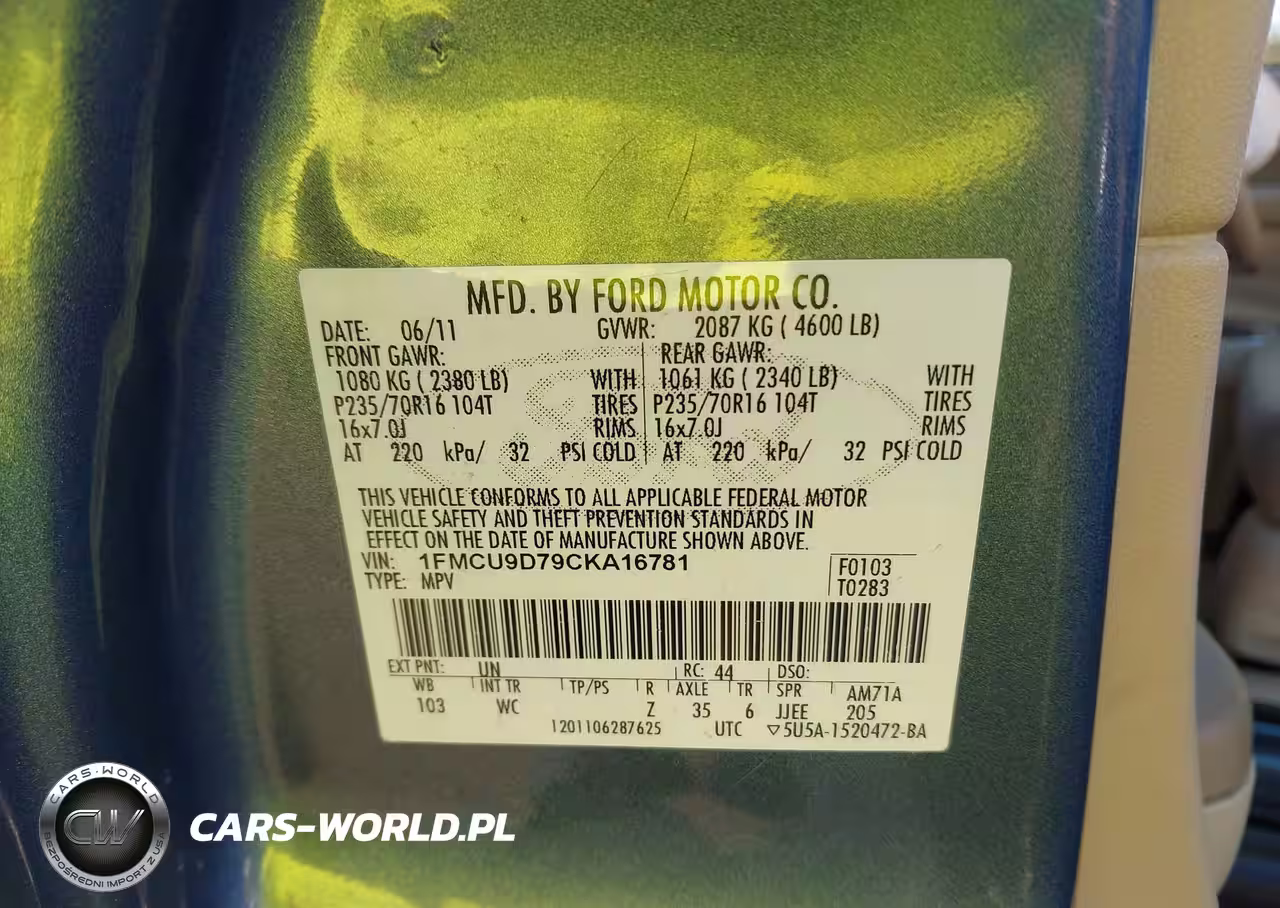 MFD. BY FORD MOTOR CO.
DATE: 06/11 GVWR: 2087 KG ( 4600 LB)
FRONT GAWR: REAR GAWR:
1080 KG ( 2380 LB) WITH 1061 KG ( 2340 LB) WITH
P235/70R16 104T TIRES P235/70R16 104T TIRES
16x7.0J RIMS 16x7.0J RIMS
AT 220 kPa/ 32 PSI COLD AT 220 kPa/ 32 PSI COLD
THIS VEHICLE CONFORMS TO ALL APPLICABLE FEDERAL MOTOR
VEHICLE SAFETY AND THEFT PREVENTION STANDARDS IN
EFFECT ON THE DATE OF MANUFACTURE SHOWN ABOVE.
VIN: 1FMCU9D79CKA16781 F0103
TYPE: MPV T0283
EXT PNT: UN RC: 44 DSO:
WB INT TR TP/PS R AXLE TR SPR AM71A
103 WC Z 35 6 JJEE 205
1201106287625 UTC ▽5U5A-1520472-BA
CARS-WORLD
CW
BEZPOŚREDNI IMPORT Z USA
CARS-WORLD.PL